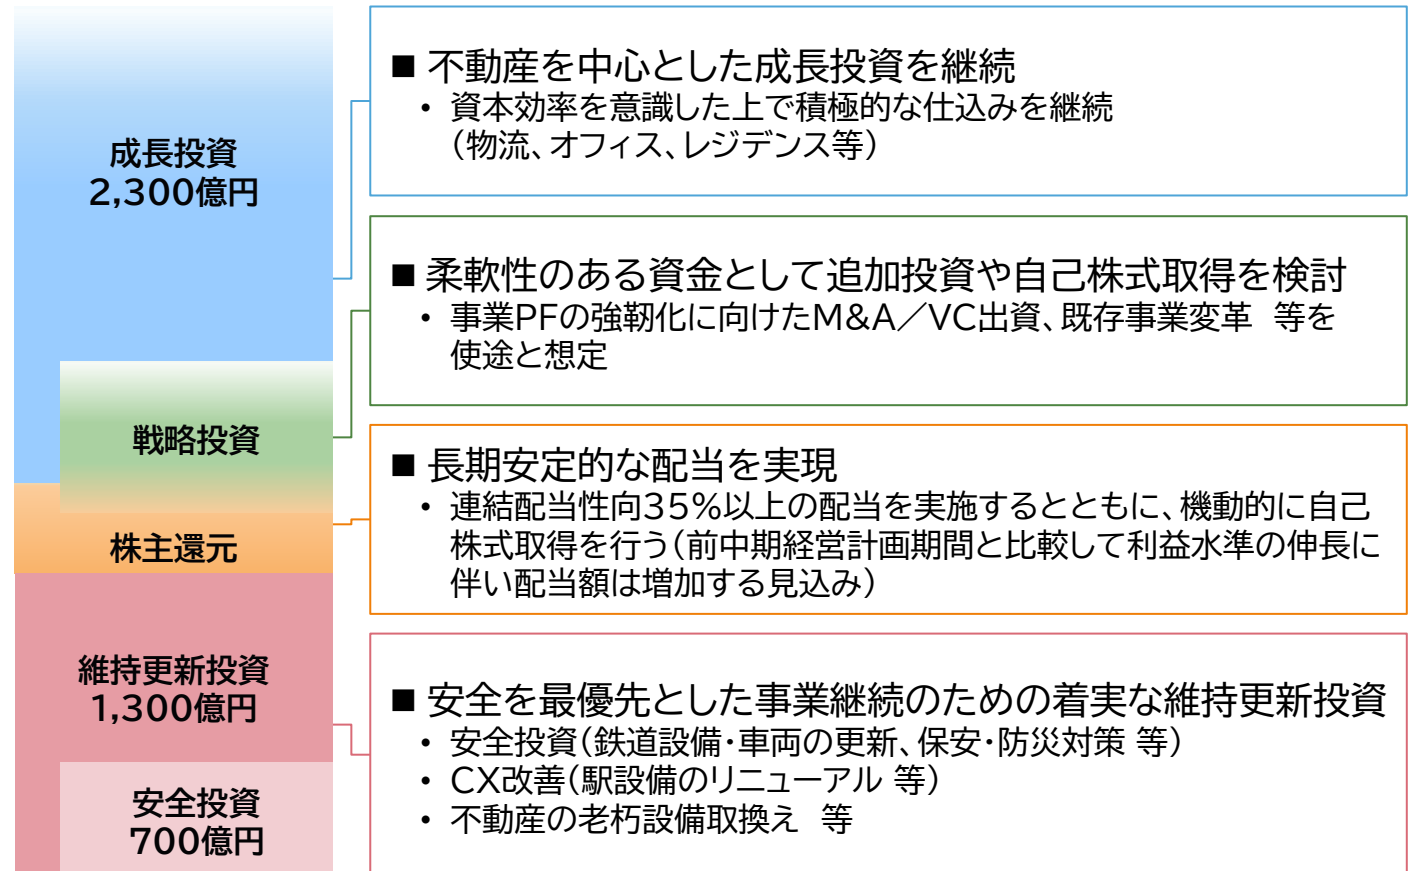 成長投資
2,300億円
■ 不動産を中心とした成長投資を継続
・ 資本効率を意識した上で積極的な仕込みを継続
（物流、オフィス、レジデンス等）
戦略投資
■ 柔軟性のある資金として追加投資や自己株式取得を検討
・ 事業PFの強靭化に向けたM&A／VC出資、既存事業変革　等を
使途と想定
株主還元
■ 長期安定的な配当を実現
・ 連結配当性向35%以上の配当を実施するとともに、機動的に自己
株式取得を行う（前中期経営計画期間と比較して利益水準の伸長に
伴い配当額は増加する見込み）
維持更新投資
1,300億円
安全投資
700億円
■ 安全を最優先とした事業継続のための着実な維持更新投資
・ 安全投資（鉄道設備・車両の更新、保安・防災対策 等）
・ CX改善（駅設備のリニューアル 等）
・ 不動産の老朽設備取換え　等